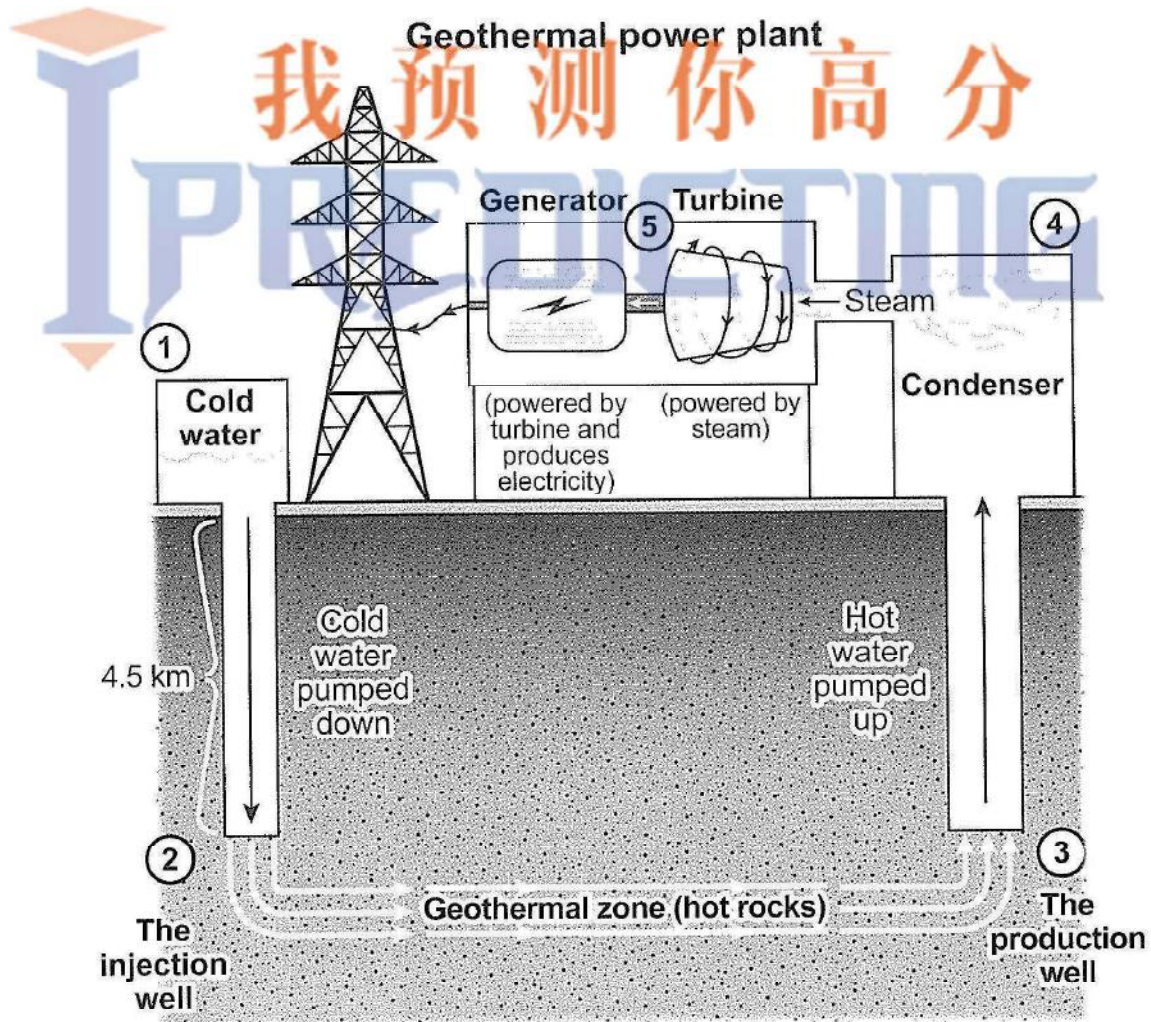 Geothermal power plant
我预测你高分
IPREDICTING
Generator
5
Turbine
4
Steam
1
Cold
water
Condenser
(powered by
turbine and
produces
electricity)
(powered by
steam)
4.5 km
Cold
water
pumped
down
Hot
water
pumped
up
2
The
injection
well
Geothermal zone (hot rocks)
3
The
production
well